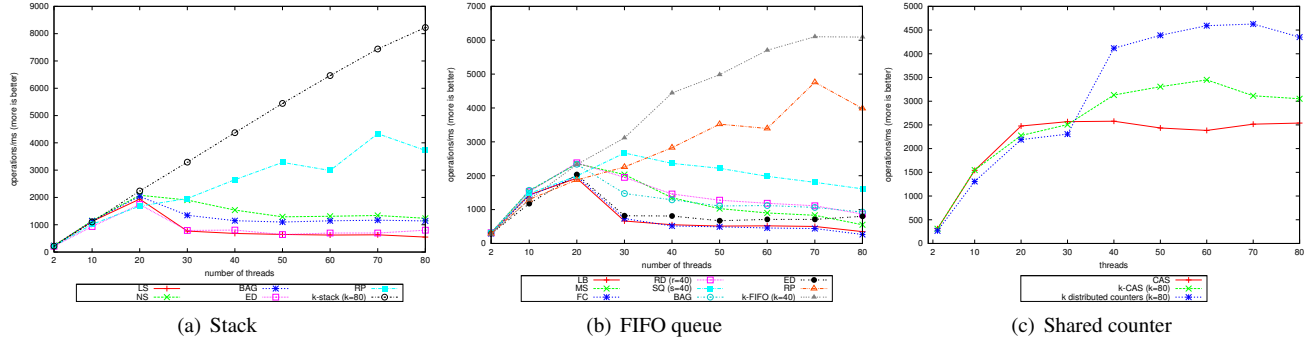 operations/ms (more is better)
9000
8000
7000
6000
5000
4000
3000
2000
1000
0
2 10 20 30 40 50 60 70 80
number of threads
LS BAG RP
NS ED k-stack (k=80)
(a) Stack
operations/ms (more is better)
7000
6000
5000
4000
3000
2000
1000
0
2 10 20 30 40 50 60 70 80
number of threads
LB RD (r=40) ED
MS SQ (s=40) RP
FC BAG k-FIFO (k=40)
(b) FIFO queue
operations/ms (more is better)
5000
4500
4000
3500
3000
2500
2000
1500
1000
500
0
2 10 20 30 40 50 60 70 80
threads
CAS
k-CAS (k=80)
k distributed counters (k=80)
(c) Shared counter